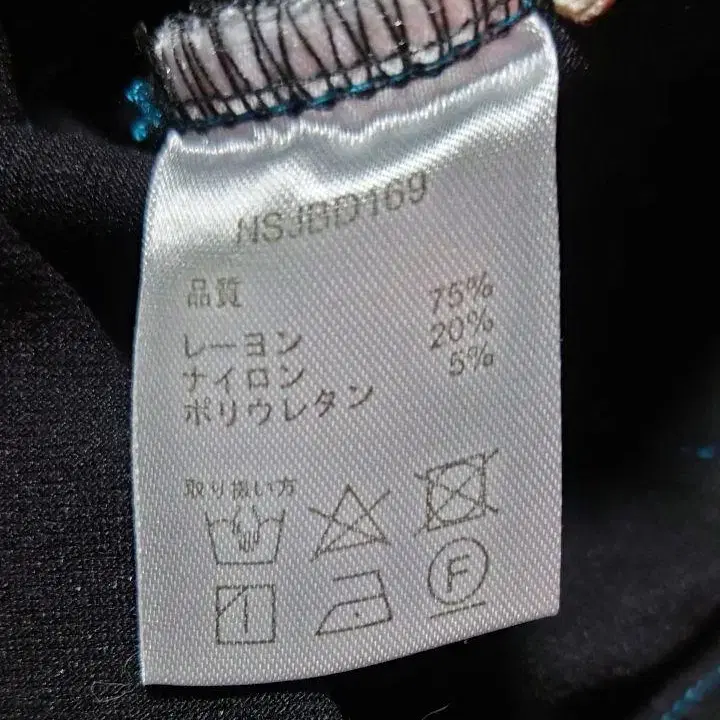 NSJBD169
品質
レーヨン 75%
ナイロン 20%
ポリウレタン 5%
取り扱い方
F